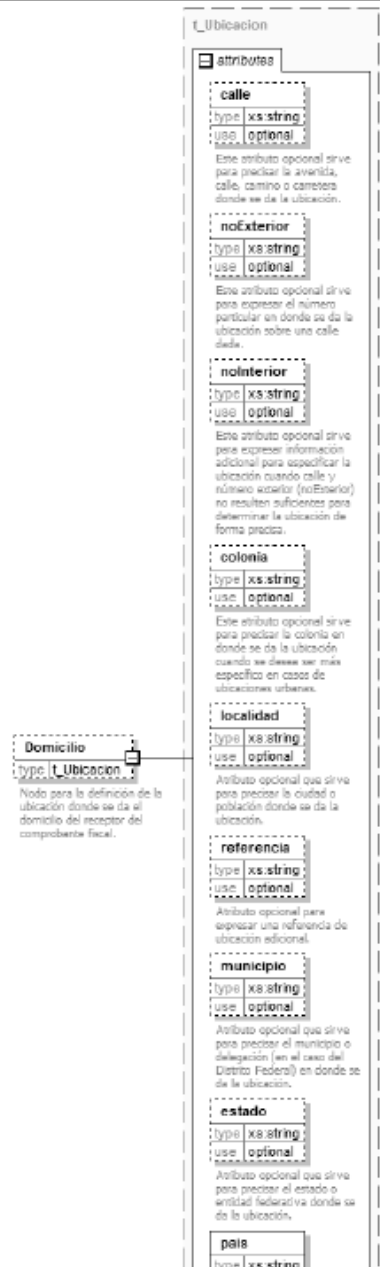 t_Ubicacion
attributes
calle
type xs:string
use optional
Este atributo opcional sirve
para precisar la avenida,
calle, camino o carretera
donde se da la ubicación.
noExterior
type xs:string
use optional
Este atributo opcional sirve
para expresar el número
particular en donde se da la
ubicación sobre una calle
dada.
noInterior
type xs:string
use optional
Este atributo opcional sirve
para expresar información
adicional para especificar la
ubicación cuando calle y
número exterior (noExterior)
no resulten suficientes para
determinar la ubicación de
forma precisa.
colonia
type xs:string
use optional
Este atributo opcional sirve
para precisar la colonia en
donde se da la ubicación
cuando se desea ser más
específico en casos de
ubicaciones urbanas.
localidad
type xs:string
use optional
Atributo opcional que sirve
para precisar la ciudad o
población donde se da la
ubicación.
Domicilio
type t_Ubicacion
Nodo para la definición de la
ubicación donde se da el
domicilio del receptor del
comprobante fiscal.
referencia
type xs:string
use optional
Atributo opcional para
expresar una referencia de
ubicación adicional.
municipio
type xs:string
use optional
Atributo opcional que sirve
para precisar el municipio o
delegación (en el caso del
Distrito Federal) en donde se
da la ubicación.
estado
type xs:string
use optional
Atributo opcional que sirve
para precisar el estado o
entidad federativa donde se
da la ubicación.
pais
type xs:string